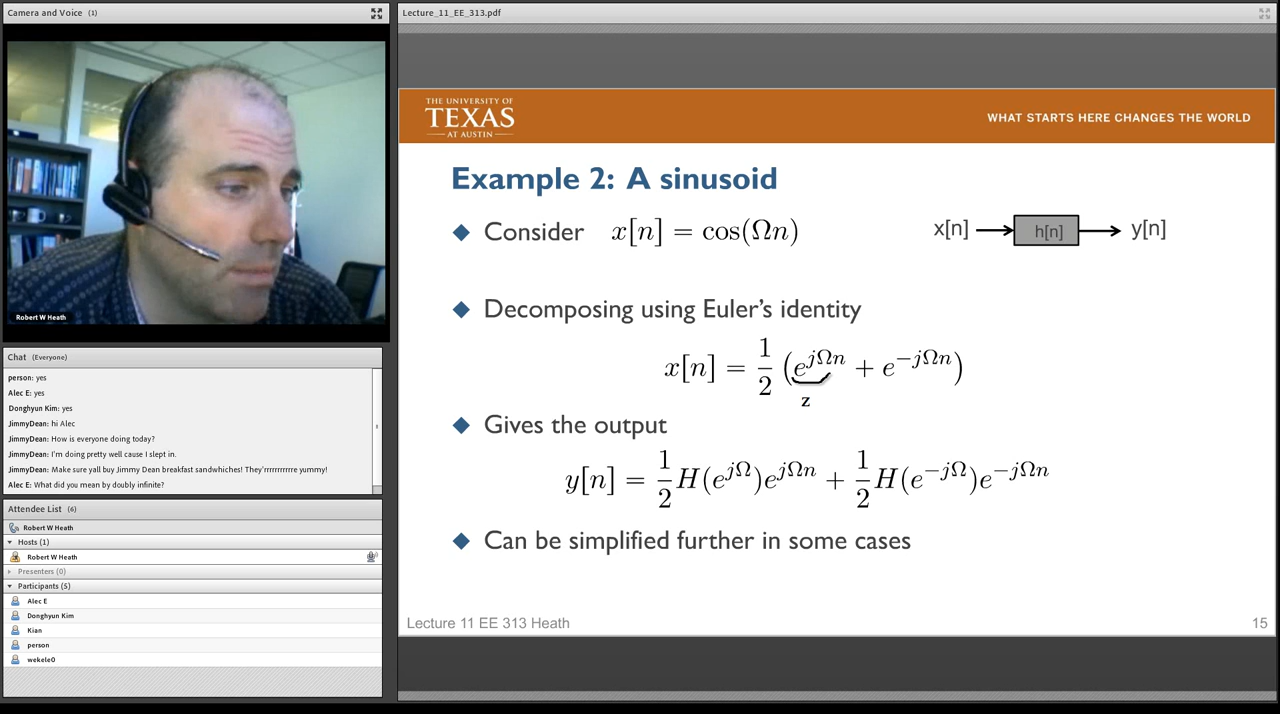 Camera and Voice (1)
Robert W Heath
Chat (Everyone)
person: yes
Alec E: yes
Donghyun Kim: yes
JimmyDean: hi Alec
JimmyDean: How is everyone doing today?
JimmyDean: I'm doing pretty well cause I slept in.
JimmyDean: Make sure yall buy Jimmy Dean breakfast sandwhiches! They'rrrrrrrrrre yummy!
Alec E: What did you mean by doubly infinite?
Attendee List (6)
Robert W Heath
Hosts (1)
Robert W Heath
Presenters (0)
Participants (5)
Alec E
Donghyun Kim
Kian
person
wekele0
Lecture_11_EE_313.pdf
THE UNIVERSITY OF
TEXAS
AT AUSTIN
WHAT STARTS HERE CHANGES THE WORLD
Example 2: A sinusoid
Consider x[n] = cos(Ωn)
x[n] h[n] y[n]
Decomposing using Euler's identity
x[n] = 1/2 (e^{jΩn} + e^{-jΩn})
z
Gives the output
y[n] = 1/2 H(e^{jΩ})e^{jΩn} + 1/2 H(e^{-jΩ})e^{-jΩn}
Can be simplified further in some cases
Lecture 11 EE 313 Heath
15